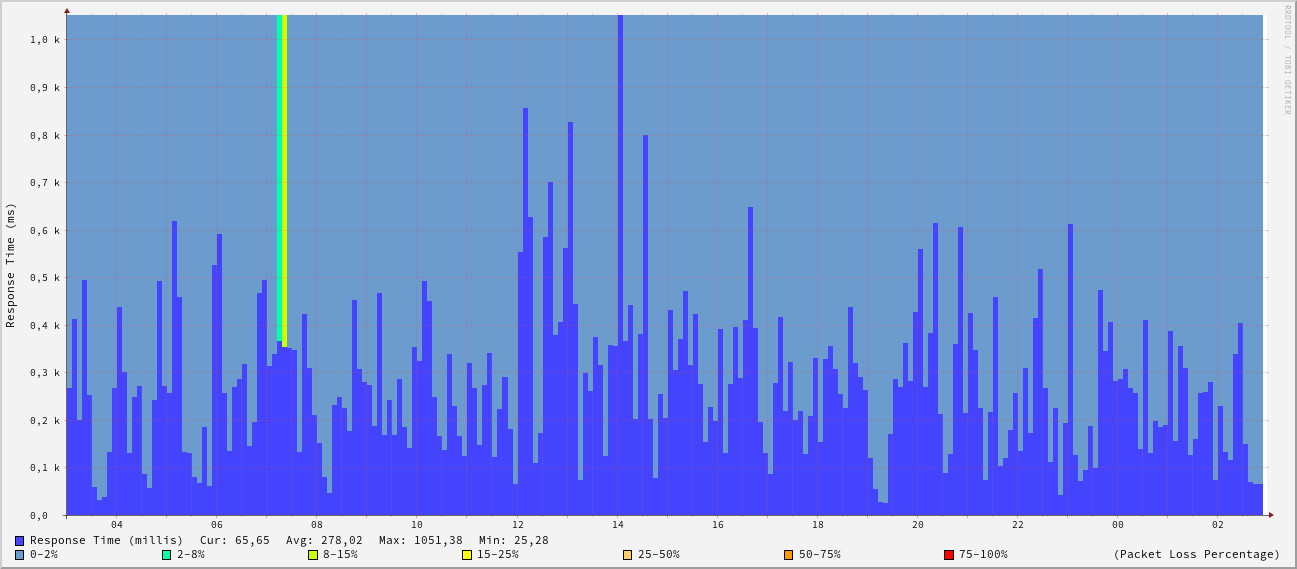 RRDTOOL / TOBI OETIKER
Response Time (ms)
1,0 k
0,9 k
0,8 k
0,7 k
0,6 k
0,5 k
0,4 k
0,3 k
0,2 k
0,1 k
0,0
04 06 08 10 12 14 16 18 20 22 00 02
Response Time (millis) Cur: 65,65 Avg: 278,02 Max: 1051,38 Min: 25,28
0-2% 2-8% 8-15% 15-25% 25-50% 50-75% 75-100% (Packet Loss Percentage)